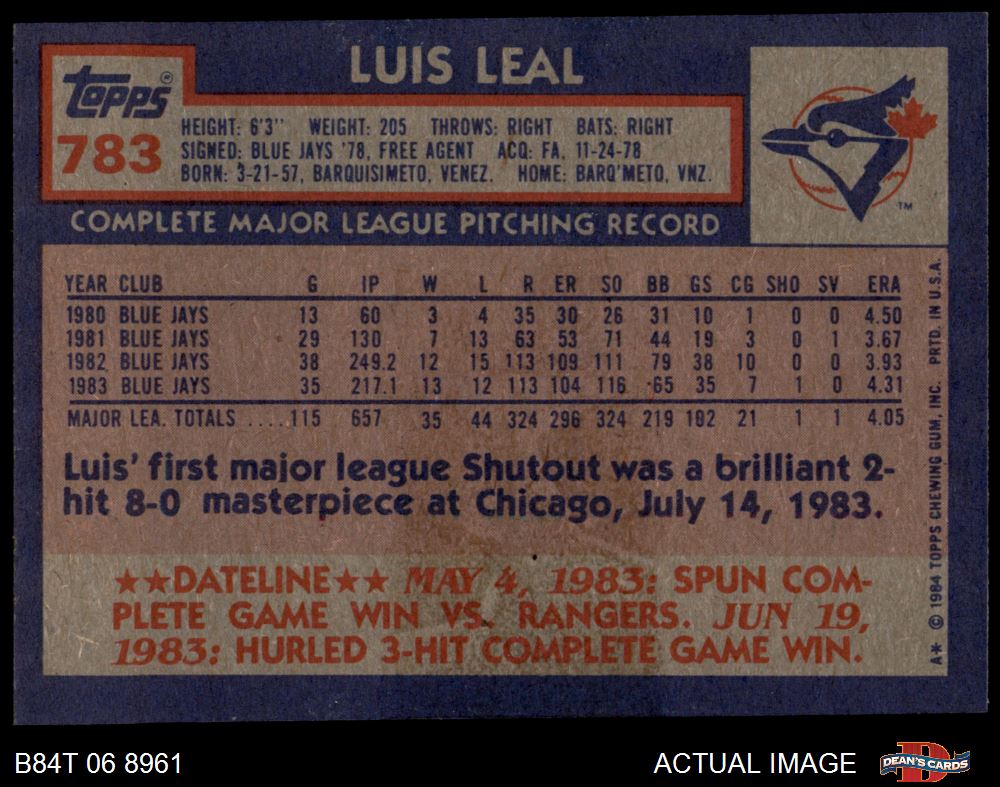 LUIS LEAL
Topps®
783
HEIGHT: 6'3" WEIGHT: 205 THROWS: RIGHT BATS: RIGHT
SIGNED: BLUE JAYS '78, FREE AGENT ACQ: FA, 11-24-78
BORN: 3-21-57, BARQUISIMETO, VENEZ. HOME: BARQ'METO, VNZ.
TM
COMPLETE MAJOR LEAGUE PITCHING RECORD
YEAR CLUB G IP W L R ER SO BB GS CG SHO SV ERA
1980 BLUE JAYS 13 60 3 4 35 30 26 31 10 1 0 0 4.50
1981 BLUE JAYS 29 130 7 13 63 53 71 44 19 3 0 1 3.67
1982 BLUE JAYS 38 249.2 12 15 113 109 111 79 38 10 0 0 3.93
1983 BLUE JAYS 35 217.1 13 12 113 104 116 65 35 7 1 0 4.31
MAJOR LEA. TOTALS ....115 657 35 44 324 296 324 219 102 21 1 1 4.05
Luis' first major league Shutout was a brilliant 2-
hit 8-0 masterpiece at Chicago, July 14, 1983.
★★DATELINE★★ MAY 4, 1983: SPUN COM-
PLETE GAME WIN VS. RANGERS. JUN 19,
1983: HURLED 3-HIT COMPLETE GAME WIN.
A* © 1984 TOPPS CHEWING GUM, INC. PRTD. IN U.S.A.
B84T 06 8961
ACTUAL IMAGE
DEAN'S CARDS